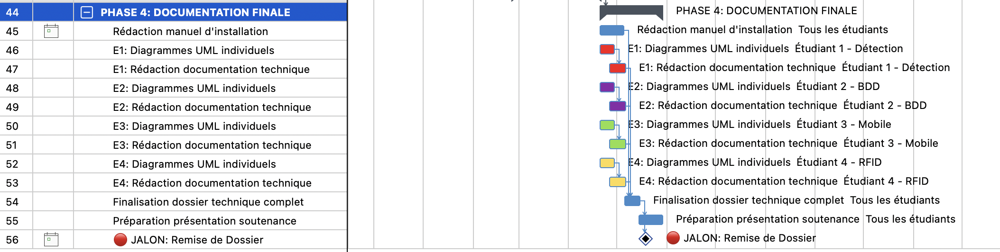 44 PHASE 4: DOCUMENTATION FINALE PHASE 4: DOCUMENTATION FINALE
45 Rédaction manuel d'installation Rédaction manuel d'installation Tous les étudiants
46 E1: Diagrammes UML individuels E1: Diagrammes UML individuels Étudiant 1 - Détection
47 E1: Rédaction documentation technique E1: Rédaction documentation technique Étudiant 1 - Détection
48 E2: Diagrammes UML individuels E2: Diagrammes UML individuels Étudiant 2 - BDD
49 E2: Rédaction documentation technique E2: Rédaction documentation technique Étudiant 2 - BDD
50 E3: Diagrammes UML individuels E3: Diagrammes UML individuels Étudiant 3 - Mobile
51 E3: Rédaction documentation technique E3: Rédaction documentation technique Étudiant 3 - Mobile
52 E4: Diagrammes UML individuels E4: Diagrammes UML individuels Étudiant 4 - RFID
53 E4: Rédaction documentation technique E4: Rédaction documentation technique Étudiant 4 - RFID
54 Finalisation dossier technique complet Finalisation dossier technique complet Tous les étudiants
55 Préparation présentation soutenance Préparation présentation soutenance Tous les étudiants
56 JALON: Remise de Dossier JALON: Remise de Dossier